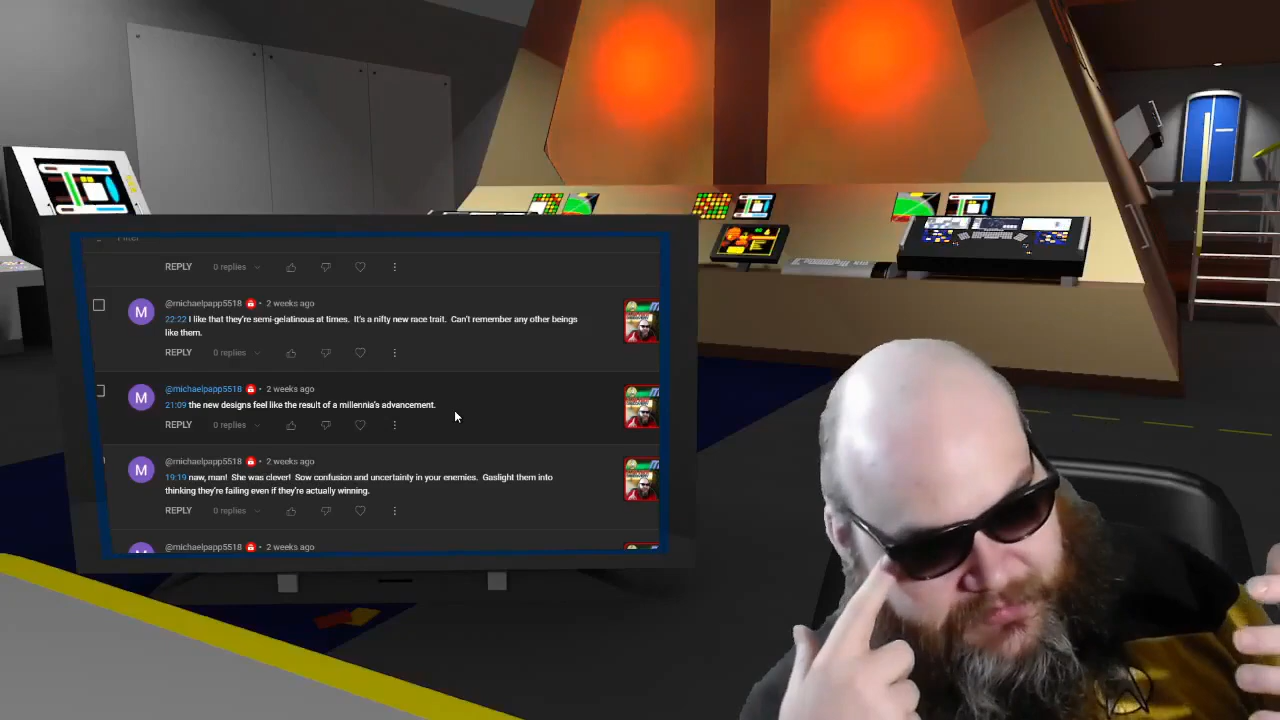 Filter
REPLY 0 replies
@michaelpapp5518 • 2 weeks ago
22:22 I like that they're semi-gelatinous at times. It's a nifty new race trait. Can't remember any other beings
like them.
REPLY 0 replies
M
@michaelpapp5518 • 2 weeks ago
21:09 the new designs feel like the result of a millennia's advancement.
REPLY 0 replies
M
@michaelpapp5518 • 2 weeks ago
19:19 naw, man! She was clever! Sow confusion and uncertainty in your enemies. Gaslight them into
thinking they're failing even if they're actually winning.
REPLY 0 replies
M
@michaelpapp5518 • 2 weeks ago